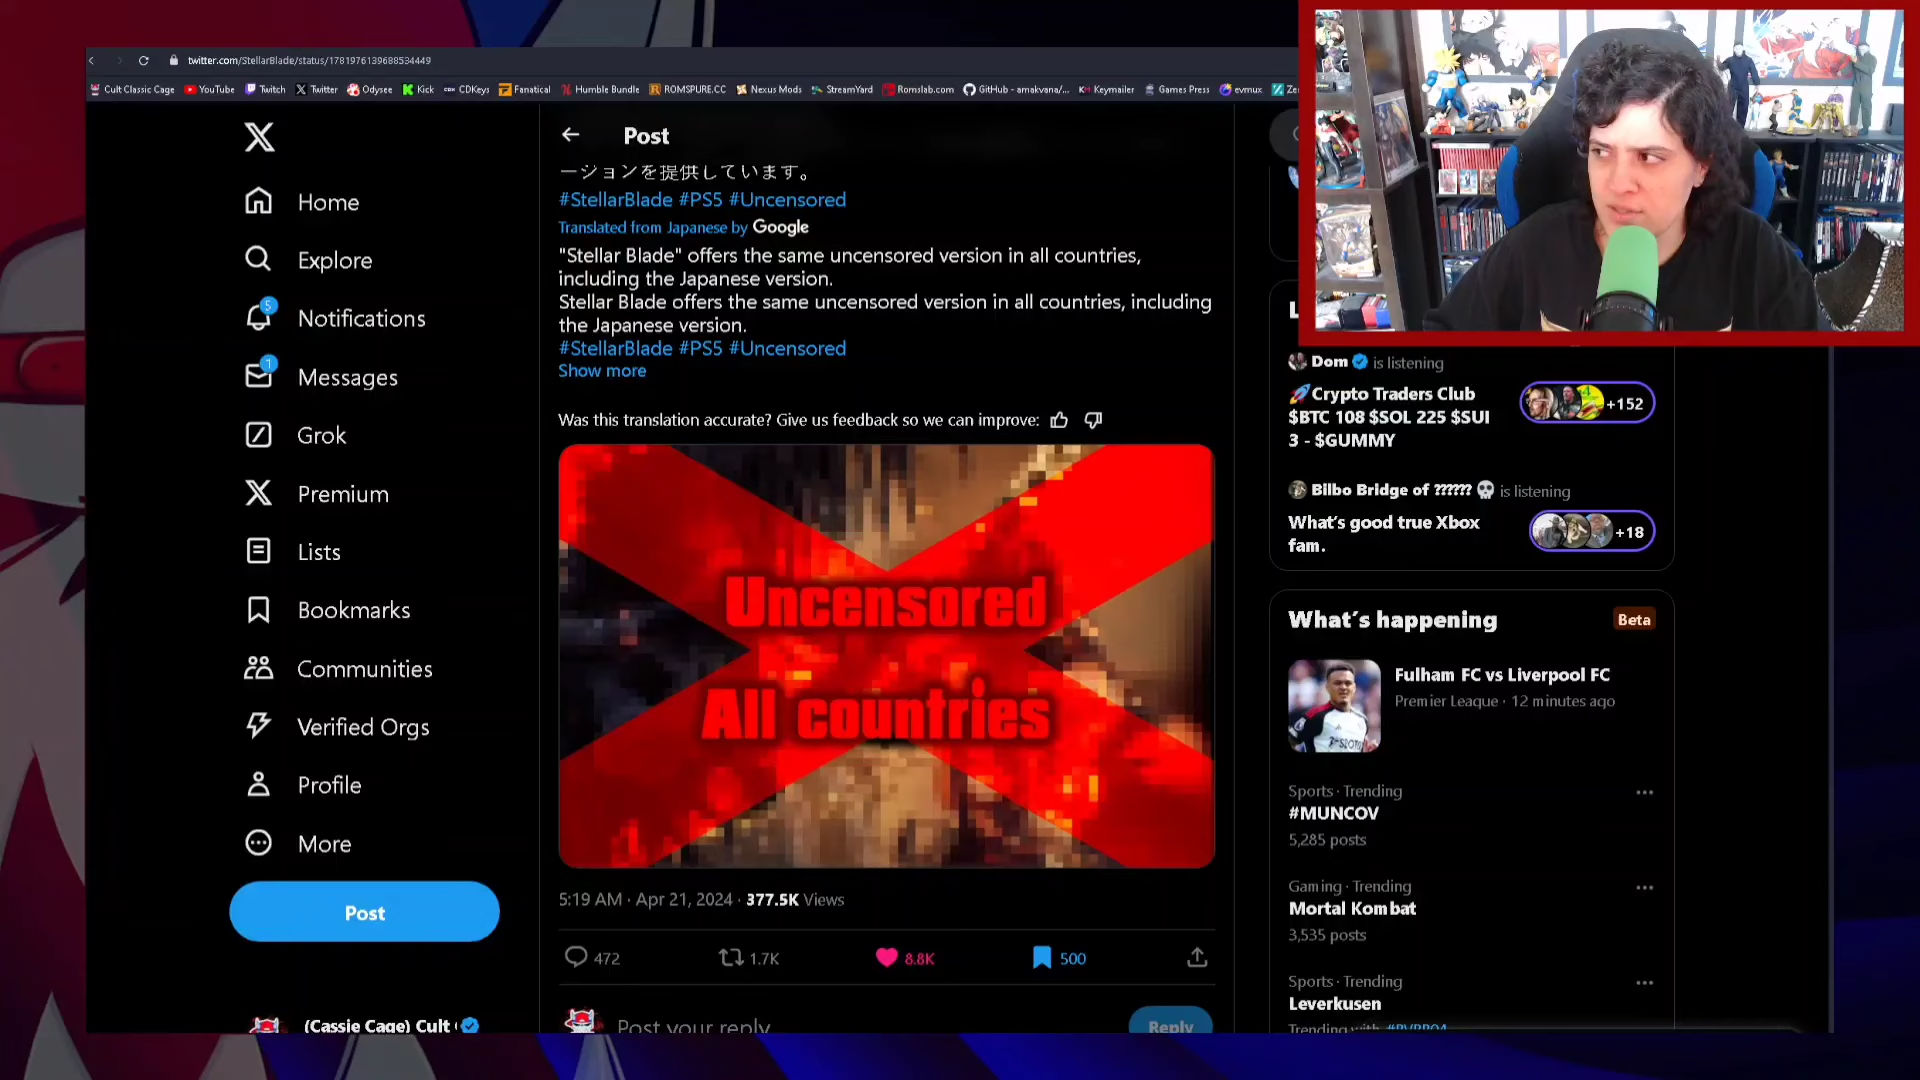 twitter.com/StellarBlade/status/1781976139688534449
Cult Classic Cage YouTube Twitch Twitter Odysee Kick CDKeys Fanatical Humble Bundle ROMSPURE.CC Nexus Mods StreamYard Romslab.com GitHub - amakvana/... Keymailer Games Press evmux
Home
Explore
5
Notifications
1
Messages
Grok
Premium
Lists
Bookmarks
Communities
Verified Orgs
Profile
More
Post
(Cassie Cage) Cult
Post
ーションを提供しています。
#StellarBlade #PS5 #Uncensored
Translated from Japanese by Google
"Stellar Blade" offers the same uncensored version in all countries,
including the Japanese version.
Stellar Blade offers the same uncensored version in all countries, including
the Japanese version.
#StellarBlade #PS5 #Uncensored
Show more
Was this translation accurate? Give us feedback so we can improve:
Uncensored
All countries
5:19 AM · Apr 21, 2024 · 377.5K Views
472 1.7K 8.8K 500
Post your reply
Reply
Dom is listening
🚀Crypto Traders Club
$BTC 108 $SOL 225 $SUI
3 - $GUMMY
+152
Bilbo Bridge of ?????? 💀 is listening
What's good true Xbox
fam.
+18
What's happening
Beta
Fulham FC vs Liverpool FC
Premier League · 12 minutes ago
Sports · Trending
#MUNCOV
5,285 posts
Gaming · Trending
Mortal Kombat
3,535 posts
Sports · Trending
Leverkusen
Trending with